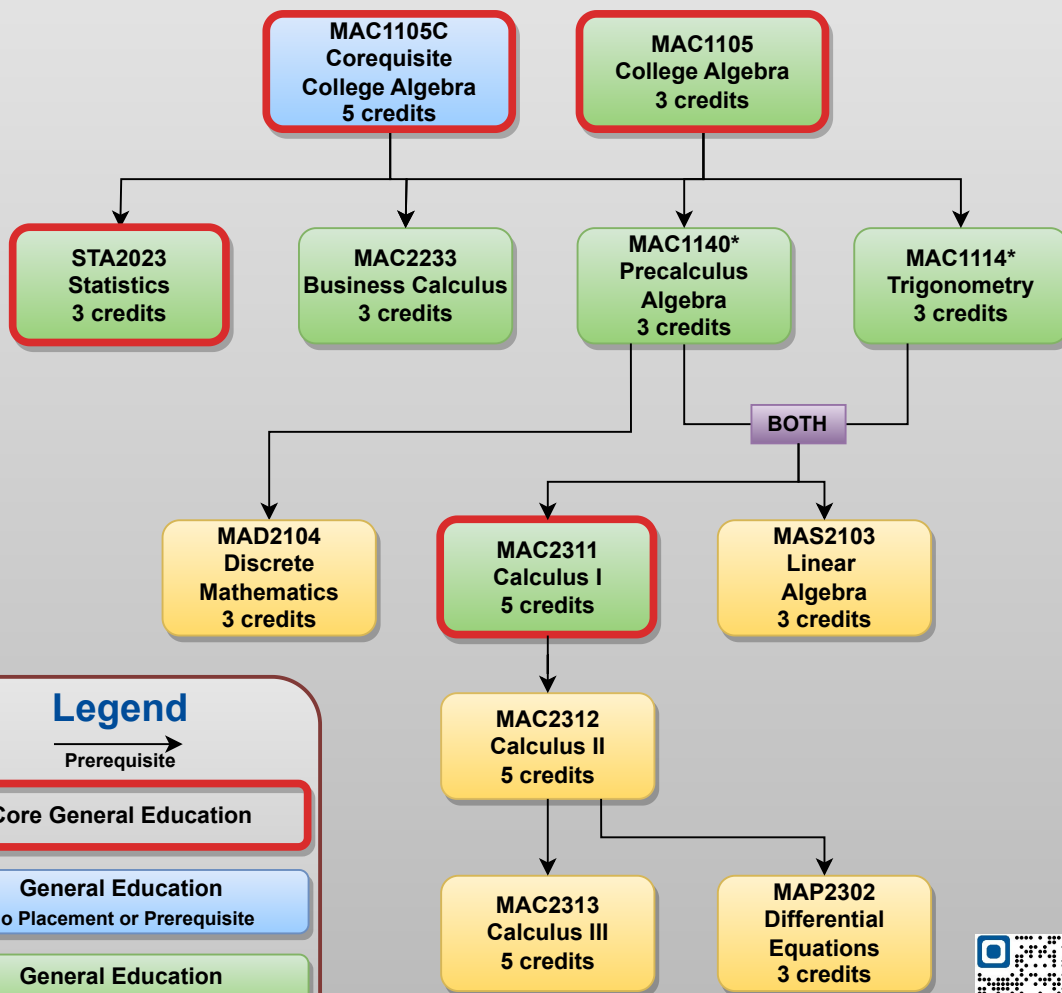 MAC1105C
Corequisite
College Algebra
5 credits
MAC1105
College Algebra
3 credits
STA2023
Statistics
3 credits
MAC2233
Business Calculus
3 credits
MAC1140*
Precalculus
Algebra
3 credits
MAC1114*
Trigonometry
3 credits
BOTH
MAD2104
Discrete
Mathematics
3 credits
MAC2311
Calculus I
5 credits
MAS2103
Linear
Algebra
3 credits
Legend
Prerequisite
Core General Education
General Education
o Placement or Prerequisite
General Education
MAC2312
Calculus II
5 credits
MAC2313
Calculus III
5 credits
MAP2302
Differential
Equations
3 credits